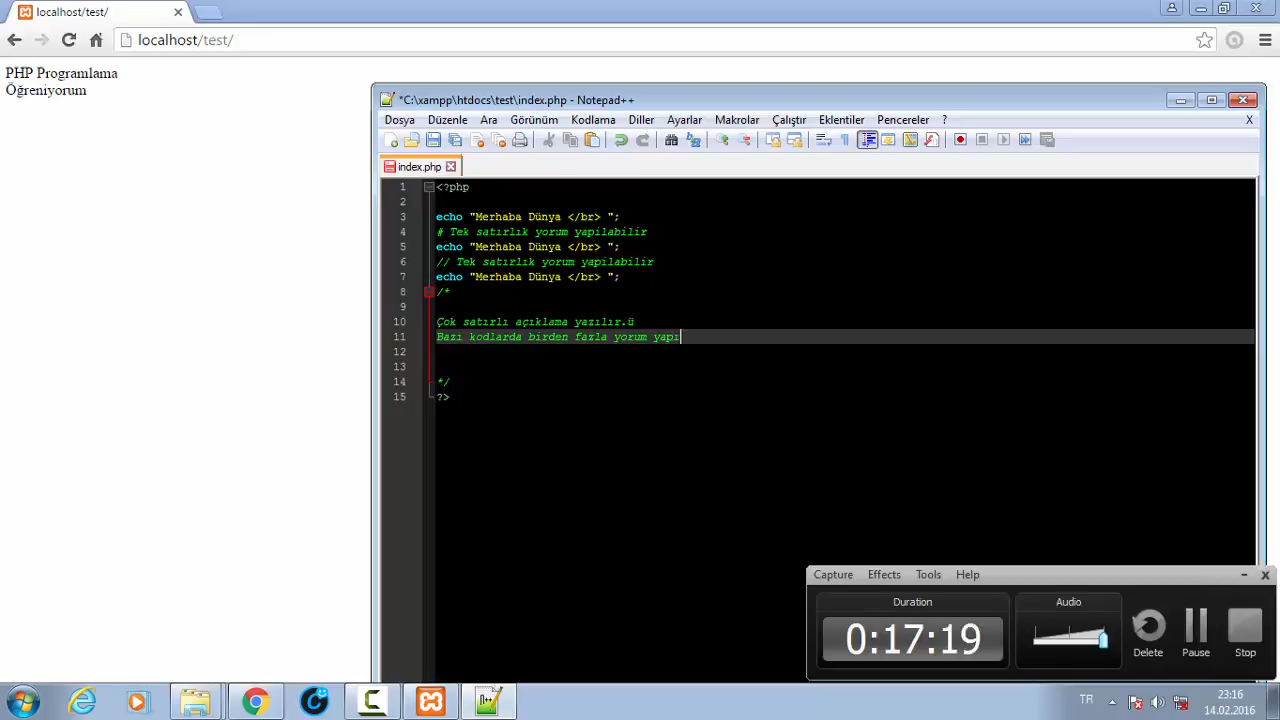 localhost/test/
localhost/test/
PHP Programlama
Öğreniyorum
*C:\xampp\htdocs\test\index.php - Notepad++
Dosya Düzenle Ara Görünüm Kodlama Diller Ayarlar Makrolar Çalıştır Eklentiler Pencereler ? X
index.php
1 <?php
2
3 echo "Merhaba Dünya </br> ";
4 # Tek satırlık yorum yapilabilir
5 echo "Merhaba Dünya </br> ";
6 // Tek satırlık yorum yapilabilir
7 echo "Merhaba Dünya </br> ";
8 /*
9
10 Çok satırlı açıklama yazılır.ü
11 Bazı kodlarda birden fazla yorum yapı
12
13
14 */
15 ?>
Capture Effects Tools Help
Duration Audio
0:17:19
Delete Pause Stop
TR 23:16
14.02.2016